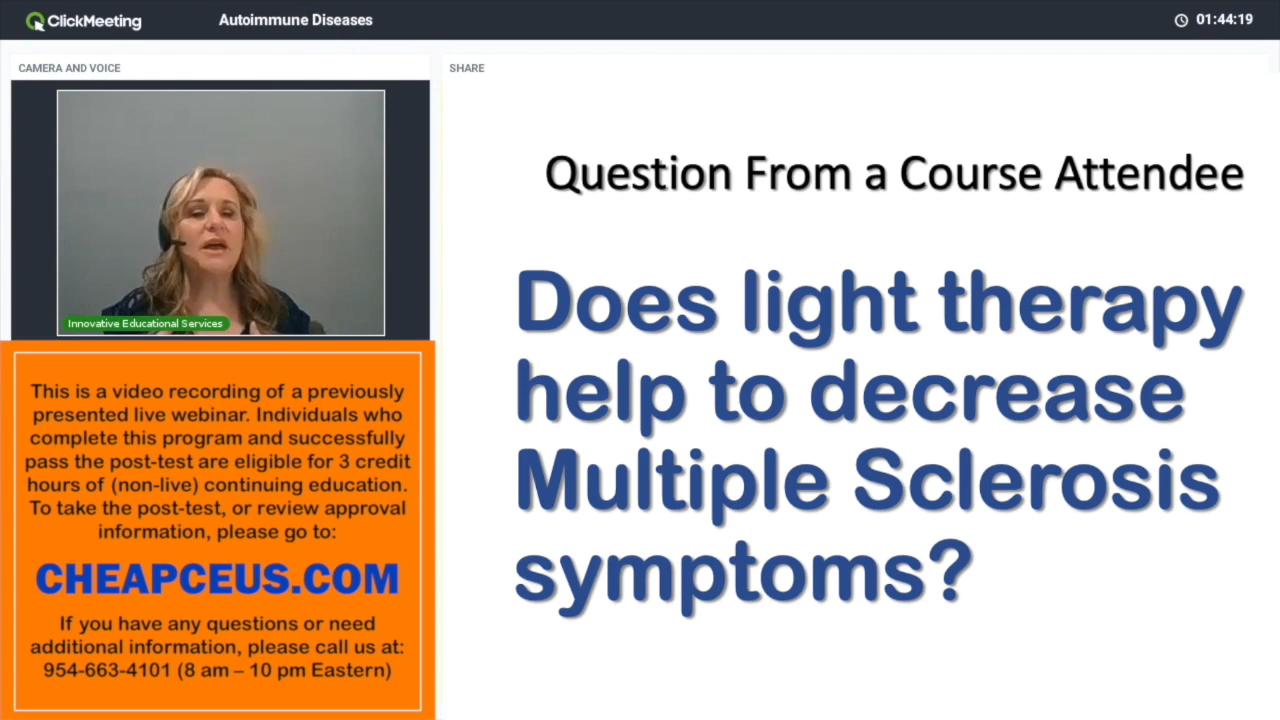 ClickMeeting
Autoimmune Diseases
01:44:19
CAMERA AND VOICE
SHARE
Innovative Educational Services
This is a video recording of a previously
presented live webinar. Individuals who
complete this program and successfully
pass the post-test are eligible for 3 credit
hours of (non-live) continuing education.
To take the post-test, or review approval
information, please go to:
CHEAPCEUS.COM
If you have any questions or need
additional information, please call us at:
954-663-4101 (8 am – 10 pm Eastern)
Question From a Course Attendee
Does light therapy
help to decrease
Multiple Sclerosis
symptoms?